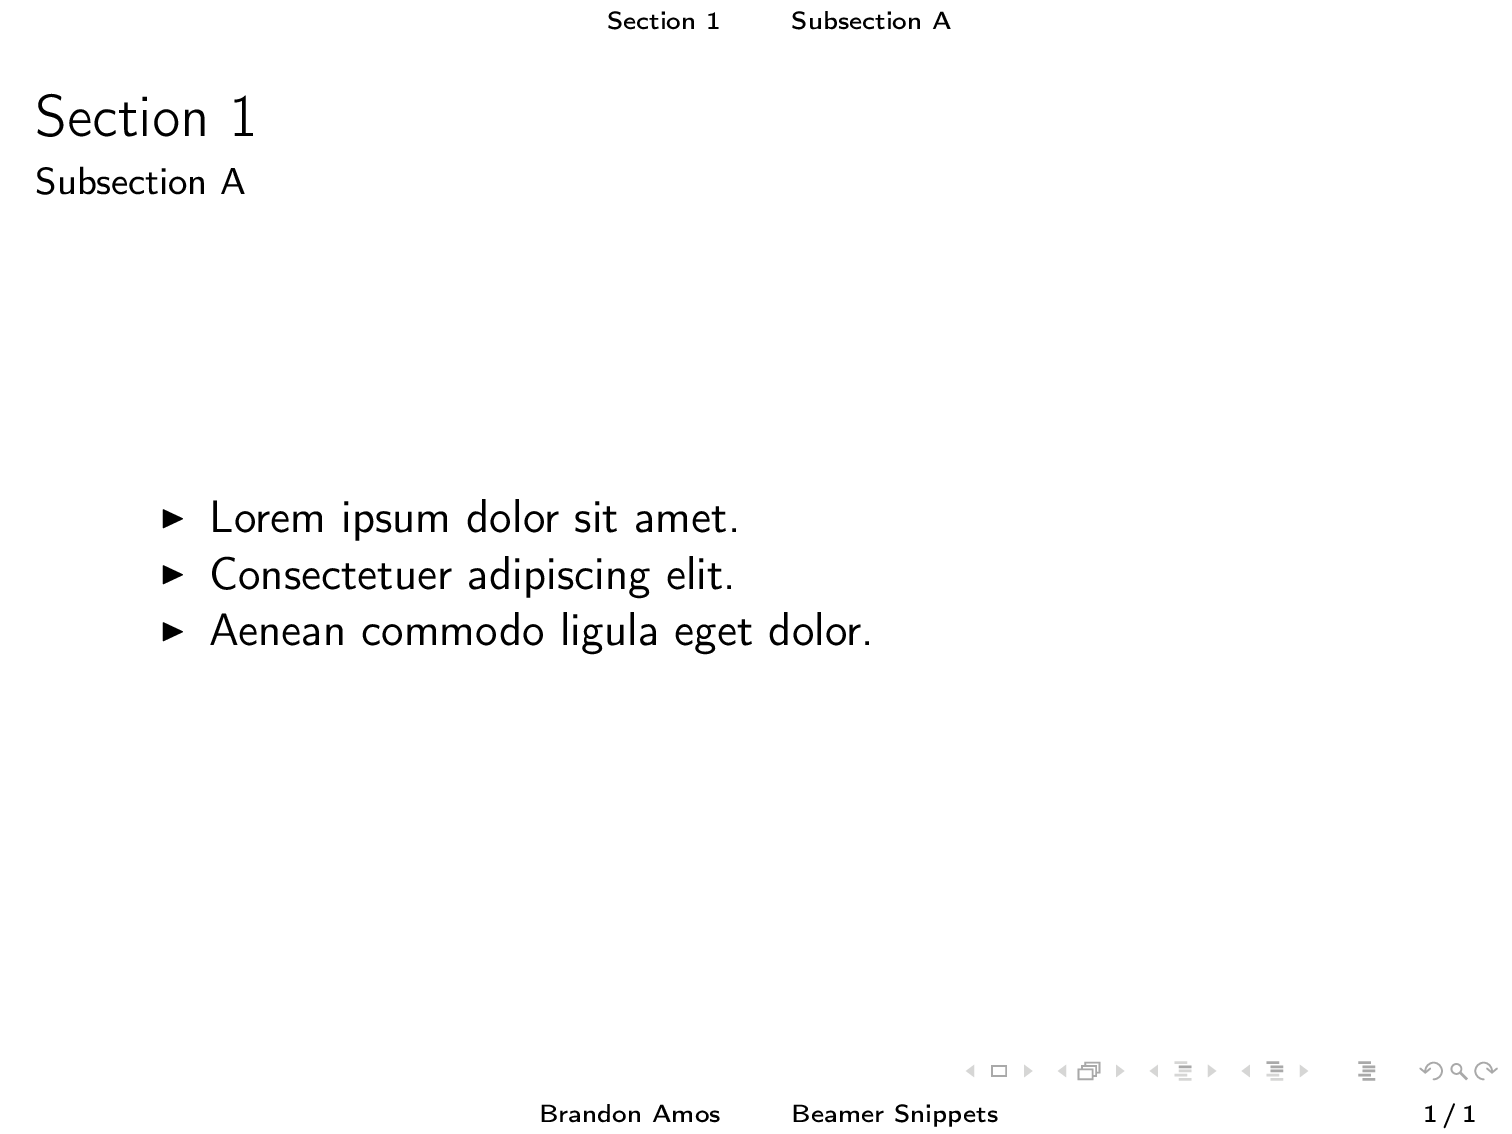 Section 1 Subsection A
Section 1
Subsection A
Lorem ipsum dolor sit amet.
Consectetuer adipiscing elit.
Aenean commodo ligula eget dolor.
Brandon Amos Beamer Snippets 1 / 1